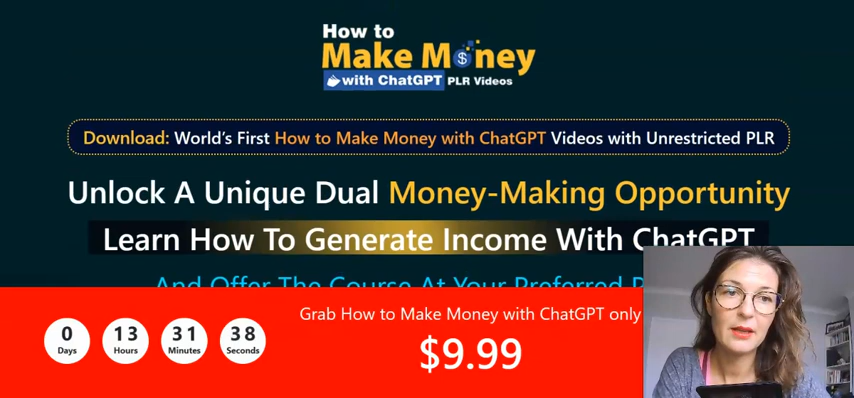 How to
Make Money
with ChatGPT PLR Videos
Download: World's First How to Make Money with ChatGPT Videos with Unrestricted PLR
Unlock A Unique Dual Money-Making Opportunity
Learn How To Generate Income With ChatGPT
And Offer The Course At Your Preferred
Grab How to Make Money with ChatGPT only
0 13 31 38
Days Hours Minutes Seconds
$9.99